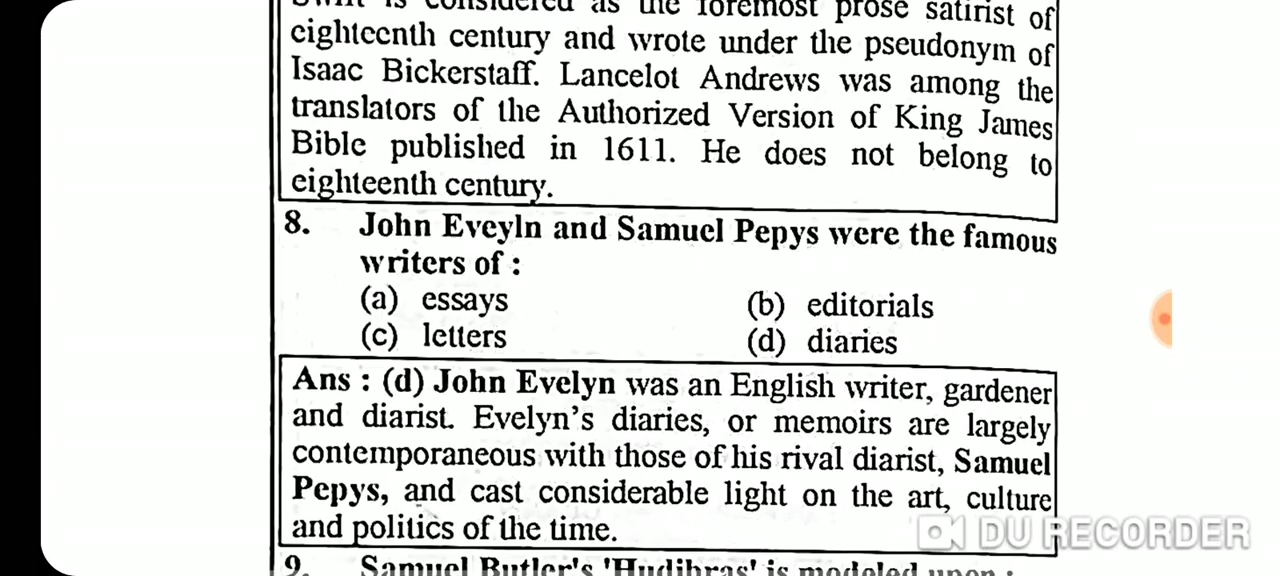 Swift is considered as the foremost prose satirist of
eighteenth century and wrote under the pseudonym of
Isaac Bickerstaff. Lancelot Andrews was among the
translators of the Authorized Version of King James
Bible published in 1611. He does not belong to
eighteenth century.
8. John Eveyln and Samuel Pepys were the famous
writers of :
(a) essays (b) editorials
(c) letters (d) diaries
Ans : (d) John Evelyn was an English writer, gardener
and diarist. Evelyn's diaries, or memoirs are largely
contemporaneous with those of his rival diarist, Samuel
Pepys, and cast considerable light on the art, culture
and politics of the time.
DU RECORDER
9. Samuel Butler's 'Hudibras' is modeled upon :